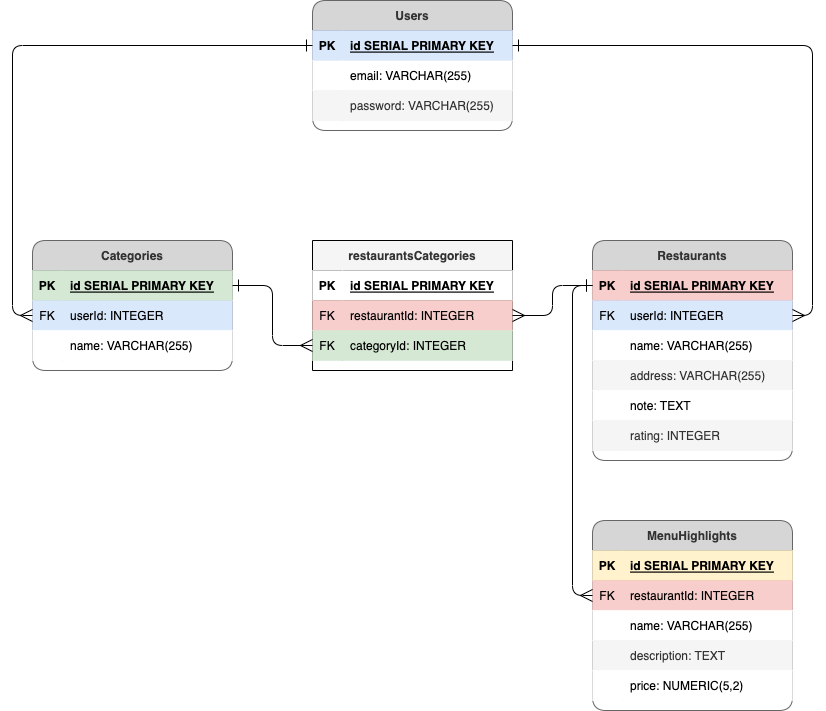 Users
PK id SERIAL PRIMARY KEY
email: VARCHAR(255)
password: VARCHAR(255)
Categories
PK id SERIAL PRIMARY KEY
FK userId: INTEGER
name: VARCHAR(255)
restaurantsCategories
PK id SERIAL PRIMARY KEY
FK restaurantId: INTEGER
FK categoryId: INTEGER
Restaurants
PK id SERIAL PRIMARY KEY
FK userId: INTEGER
name: VARCHAR(255)
address: VARCHAR(255)
note: TEXT
rating: INTEGER
MenuHighlights
PK id SERIAL PRIMARY KEY
FK restaurantId: INTEGER
name: VARCHAR(255)
description: TEXT
price: NUMERIC(5,2)